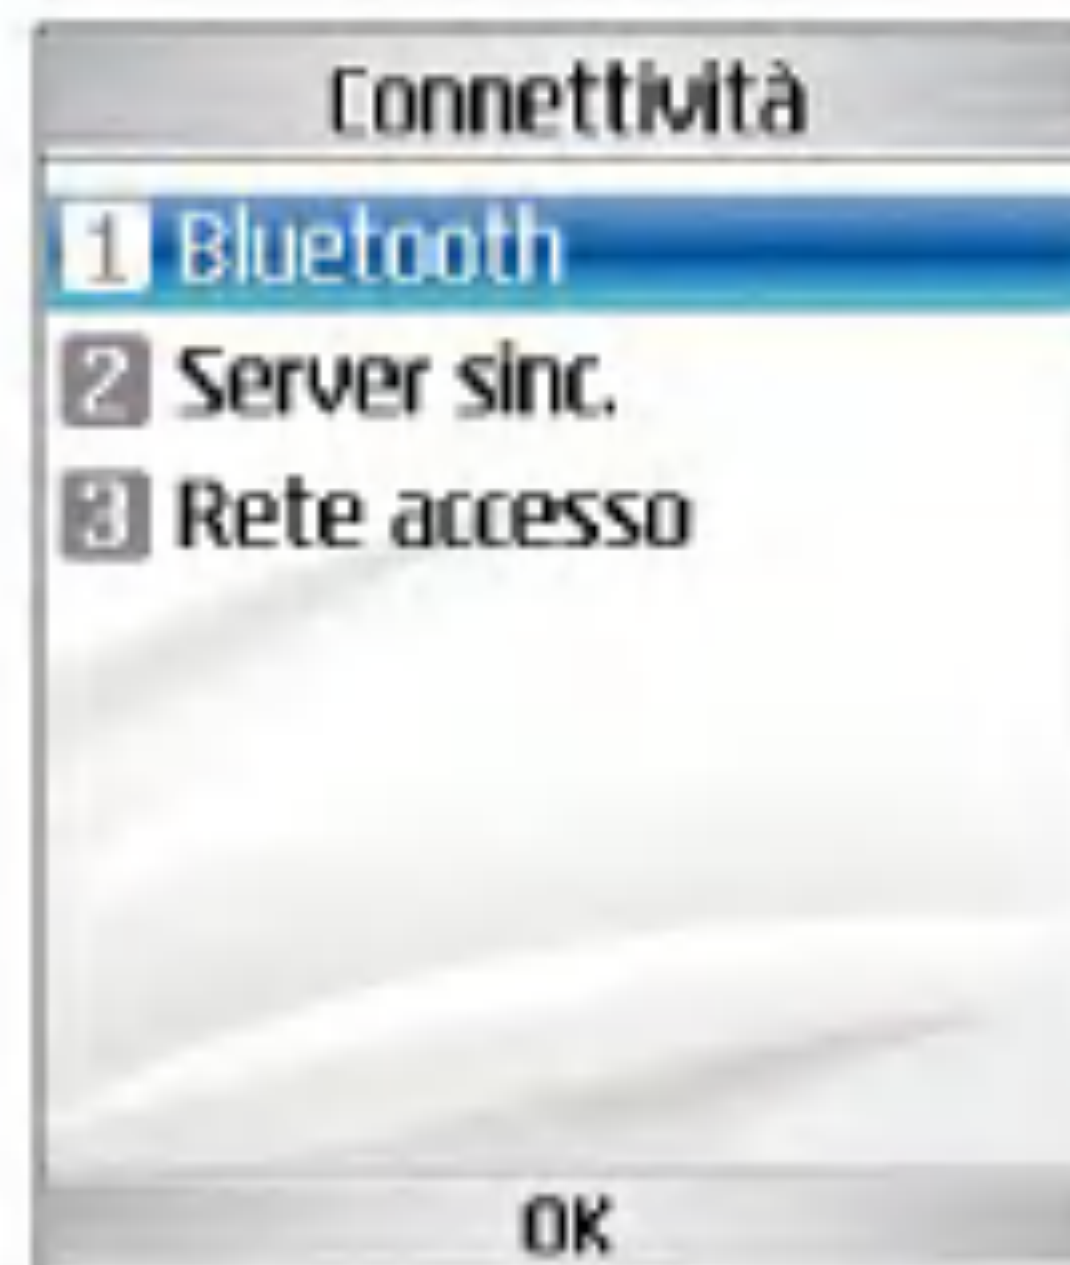 Connettività
1 Bluetooth
2 Server sinc.
3 Rete accesso
OK